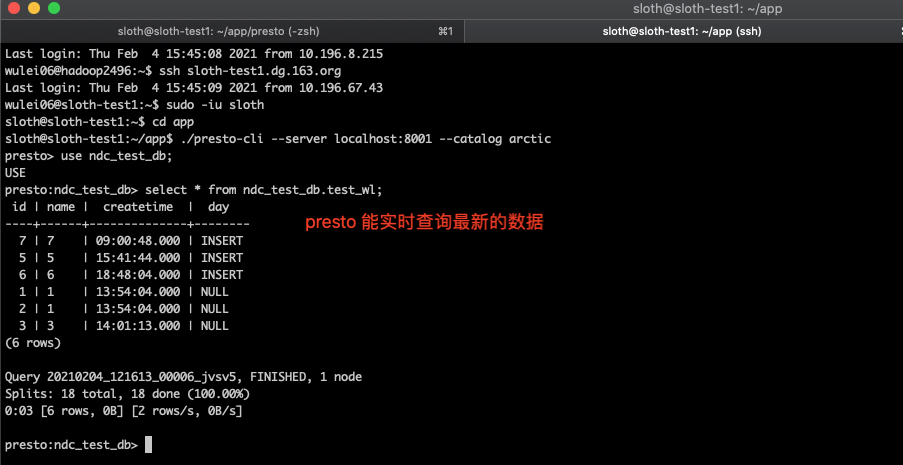 sloth@sloth-test1: ~/app
sloth@sloth-test1: ~/app/presto (-zsh) ⌘1 sloth@sloth-test1: ~/app (ssh)
Last login: Thu Feb  4 15:45:08 2021 from 10.196.8.215
wulei06@hadoop2496:~$ ssh sloth-test1.dg.163.org
Last login: Thu Feb  4 15:45:09 2021 from 10.196.67.43
wulei06@sloth-test1:~$ sudo -iu sloth
sloth@sloth-test1:~$ cd app
sloth@sloth-test1:~/app$ ./presto-cli --server localhost:8001 --catalog arctic
presto> use ndc_test_db;
USE
presto:ndc_test_db> select * from ndc_test_db.test_wl;
 id | name |  createtime  |  day
----+------+--------------+--------
presto 能实时查询最新的数据
  7 | 7    | 09:00:48.000 | INSERT
  5 | 5    | 15:41:44.000 | INSERT
  6 | 6    | 18:48:04.000 | INSERT
  1 | 1    | 13:54:04.000 | NULL
  2 | 1    | 13:54:04.000 | NULL
  3 | 3    | 14:01:13.000 | NULL
(6 rows)
Query 20210204_121613_00006_jvsv5, FINISHED, 1 node
Splits: 18 total, 18 done (100.00%)
0:03 [6 rows, 0B] [2 rows/s, 0B/s]
presto:ndc_test_db>